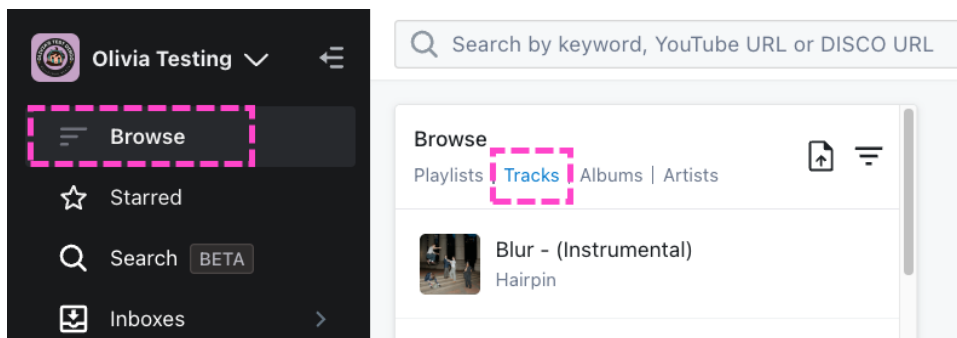 Olivia Testing
Browse
Starred
Search BETA
Inboxes
Search by keyword, YouTube URL or DISCO URL
Browse
Playlists | Tracks | Albums | Artists
Blur - (Instrumental)
Hairpin